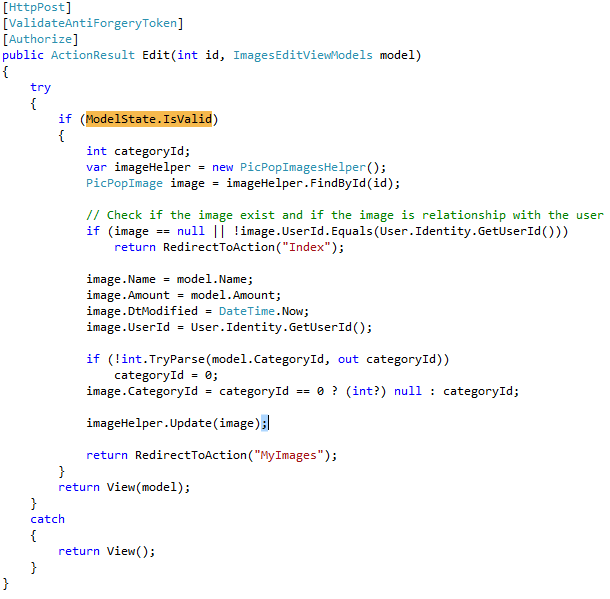 [HttpPost]
[ValidateAntiForgeryToken]
[Authorize]
public ActionResult Edit(int id, ImagesEditViewModels model)
{
    try
    {
        if (ModelState.IsValid)
        {
            int categoryId;
            var imageHelper = new PicPopImagesHelper();
            PicPopImage image = imageHelper.FindById(id);

            // Check if the image exist and if the image is relationship with the user
            if (image == null || !image.UserId.Equals(User.Identity.GetUserId()))
                return RedirectToAction("Index");

            image.Name = model.Name;
            image.Amount = model.Amount;
            image.DtModified = DateTime.Now;
            image.UserId = User.Identity.GetUserId();

            if (!int.TryParse(model.CategoryId, out categoryId))
                categoryId = 0;
            image.CategoryId = categoryId == 0 ? (int?) null : categoryId;

            imageHelper.Update(image);

            return RedirectToAction("MyImages");
        }
        return View(model);
    }
    catch
    {
        return View();
    }
}